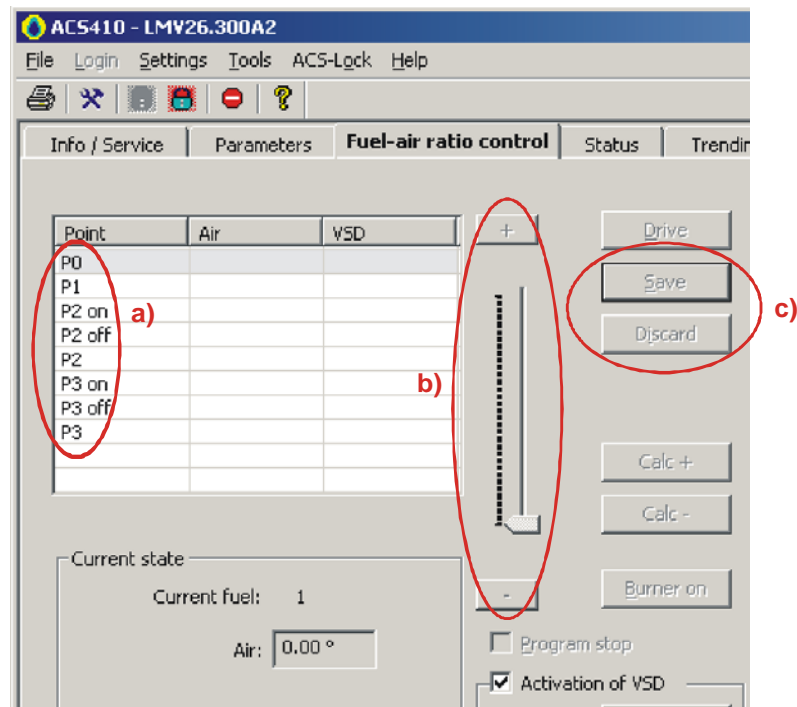 ACS410 - LMV26.300A2
File Login Settings Tools ACS-Lock Help
Info / Service Parameters Fuel-air ratio control Status Trendin
Point Air VSD
P0
P1
P2 on
P2 off
P2
P3 on
P3 off
P3
a)
b)
+
-
Drive
Save
Discard
c)
Calc +
Calc -
Burner on
Current state
Current fuel: 1
Air: 0.00 °
Program stop
Activation of VSD